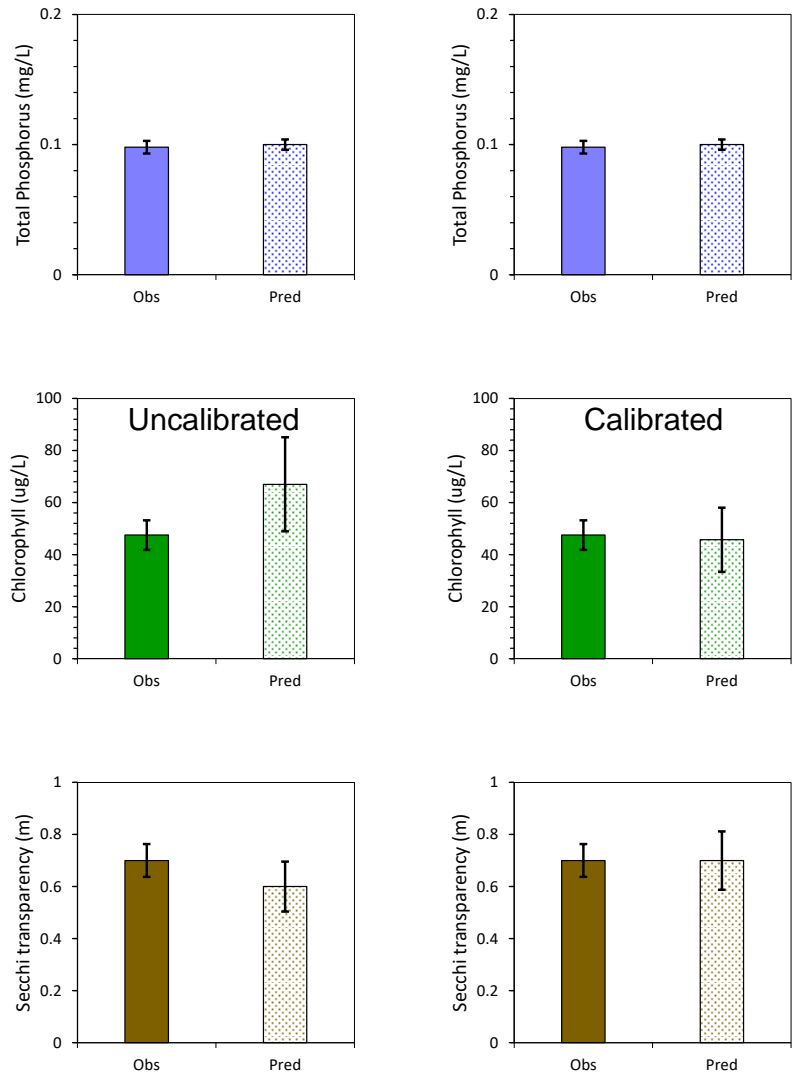 Total Phosphorus (mg/L)
0.2
0.1
0
Obs Pred
Total Phosphorus (mg/L)
0.2
0.1
0
Obs Pred
Uncalibrated
Chlorophyll (ug/L)
100
80
60
40
20
0
Obs Pred
Calibrated
Chlorophyll (ug/L)
100
80
60
40
20
0
Obs Pred
Secchi transparency (m)
1
0.8
0.6
0.4
0.2
0
Obs Pred
Secchi transparency (m)
1
0.8
0.6
0.4
0.2
0
Obs Pred